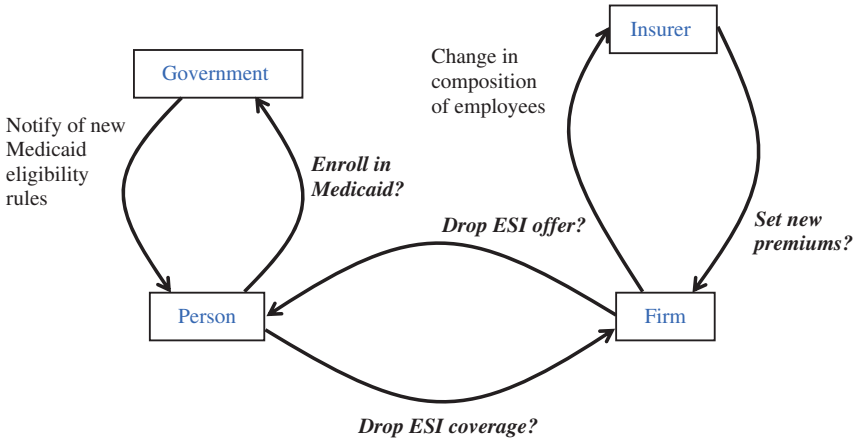 Government
Insurer
Change in
composition
of employees
Notify of new
Medicaid
eligibility
rules
Enroll in
Medicaid?
Drop ESI offer?
Set new
premiums?
Person
Firm
Drop ESI coverage?